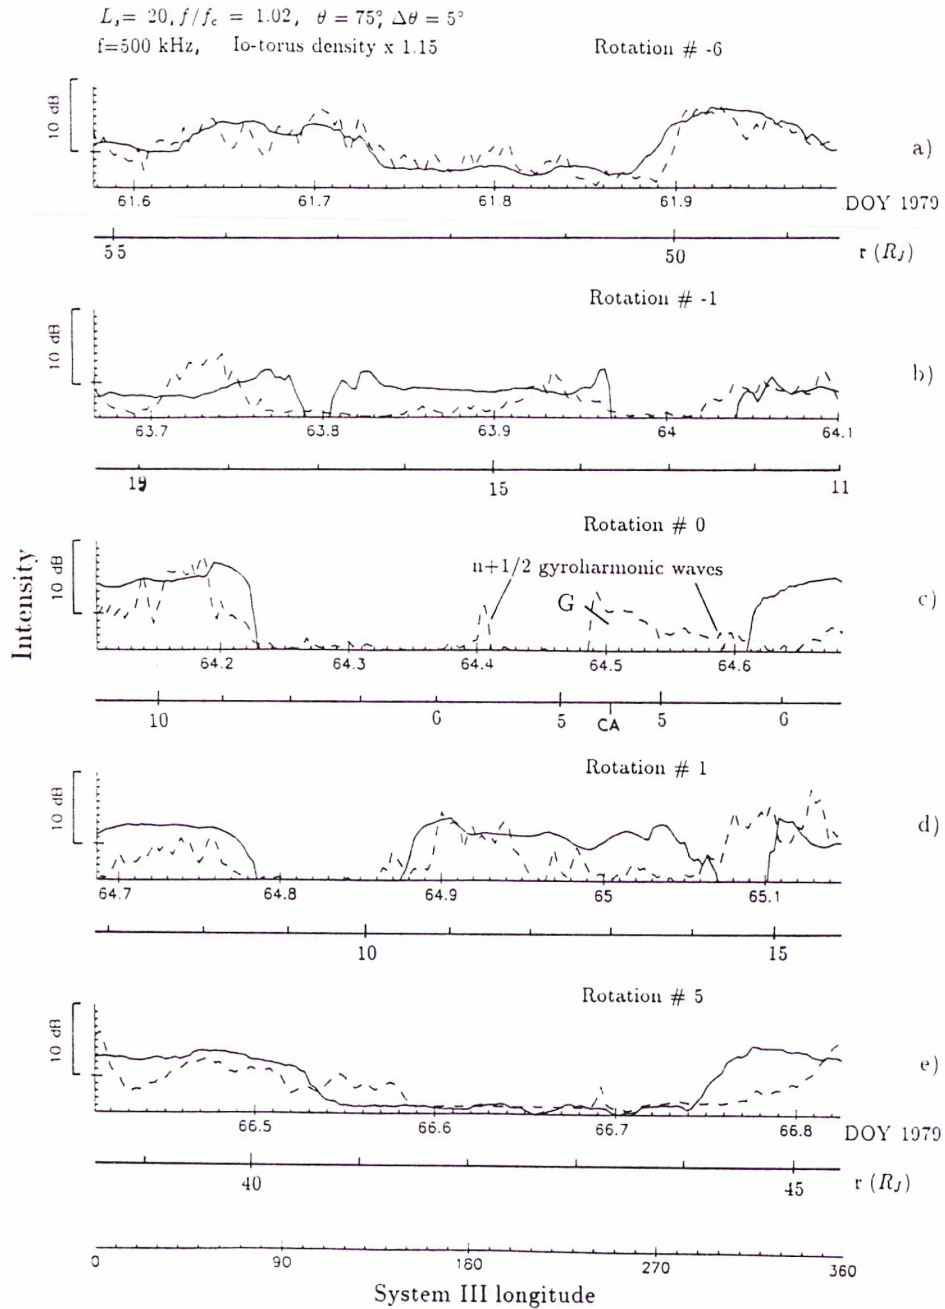 L_s = 20, f/f_c = 1.02, θ = 75°, Δθ = 5°
f=500 kHz, Io-torus density x 1.15
Rotation # -6
10 dB
a)
61.6 61.7 61.8 61.9 DOY 1979
55 50 r (R_J)
Rotation # -1
10 dB
b)
63.7 63.8 63.9 64 64.1
19 15 11
Rotation # 0
Intensity
10 dB
n+1/2 gyroharmonic waves
G
c)
64.2 64.3 64.4 64.5 64.6
10 6 5 CA 5 6
Rotation # 1
10 dB
d)
64.7 64.8 64.9 65 65.1
10 15
Rotation # 5
10 dB
e)
66.5 66.6 66.7 66.8 DOY 1979
40 45 r (R_J)
0 90 180 270 360
System III longitude